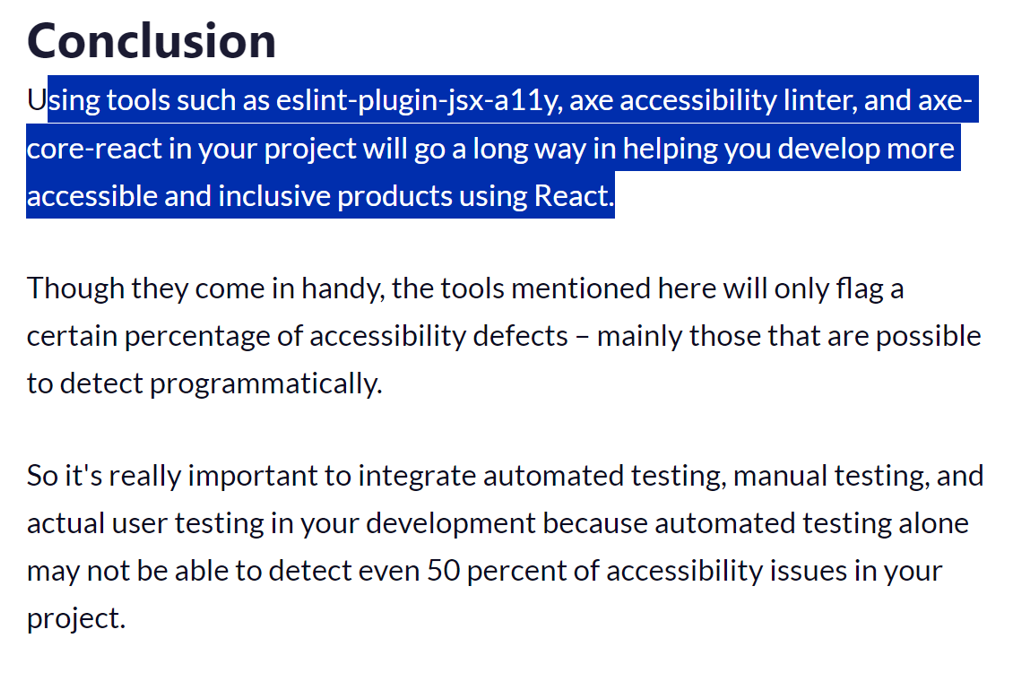 Conclusion
Using tools such as eslint-plugin-jsx-a11y, axe accessibility linter, and axe-
core-react in your project will go a long way in helping you develop more
accessible and inclusive products using React.
Though they come in handy, the tools mentioned here will only flag a
certain percentage of accessibility defects – mainly those that are possible
to detect programmatically.
So it's really important to integrate automated testing, manual testing, and
actual user testing in your development because automated testing alone
may not be able to detect even 50 percent of accessibility issues in your
project.